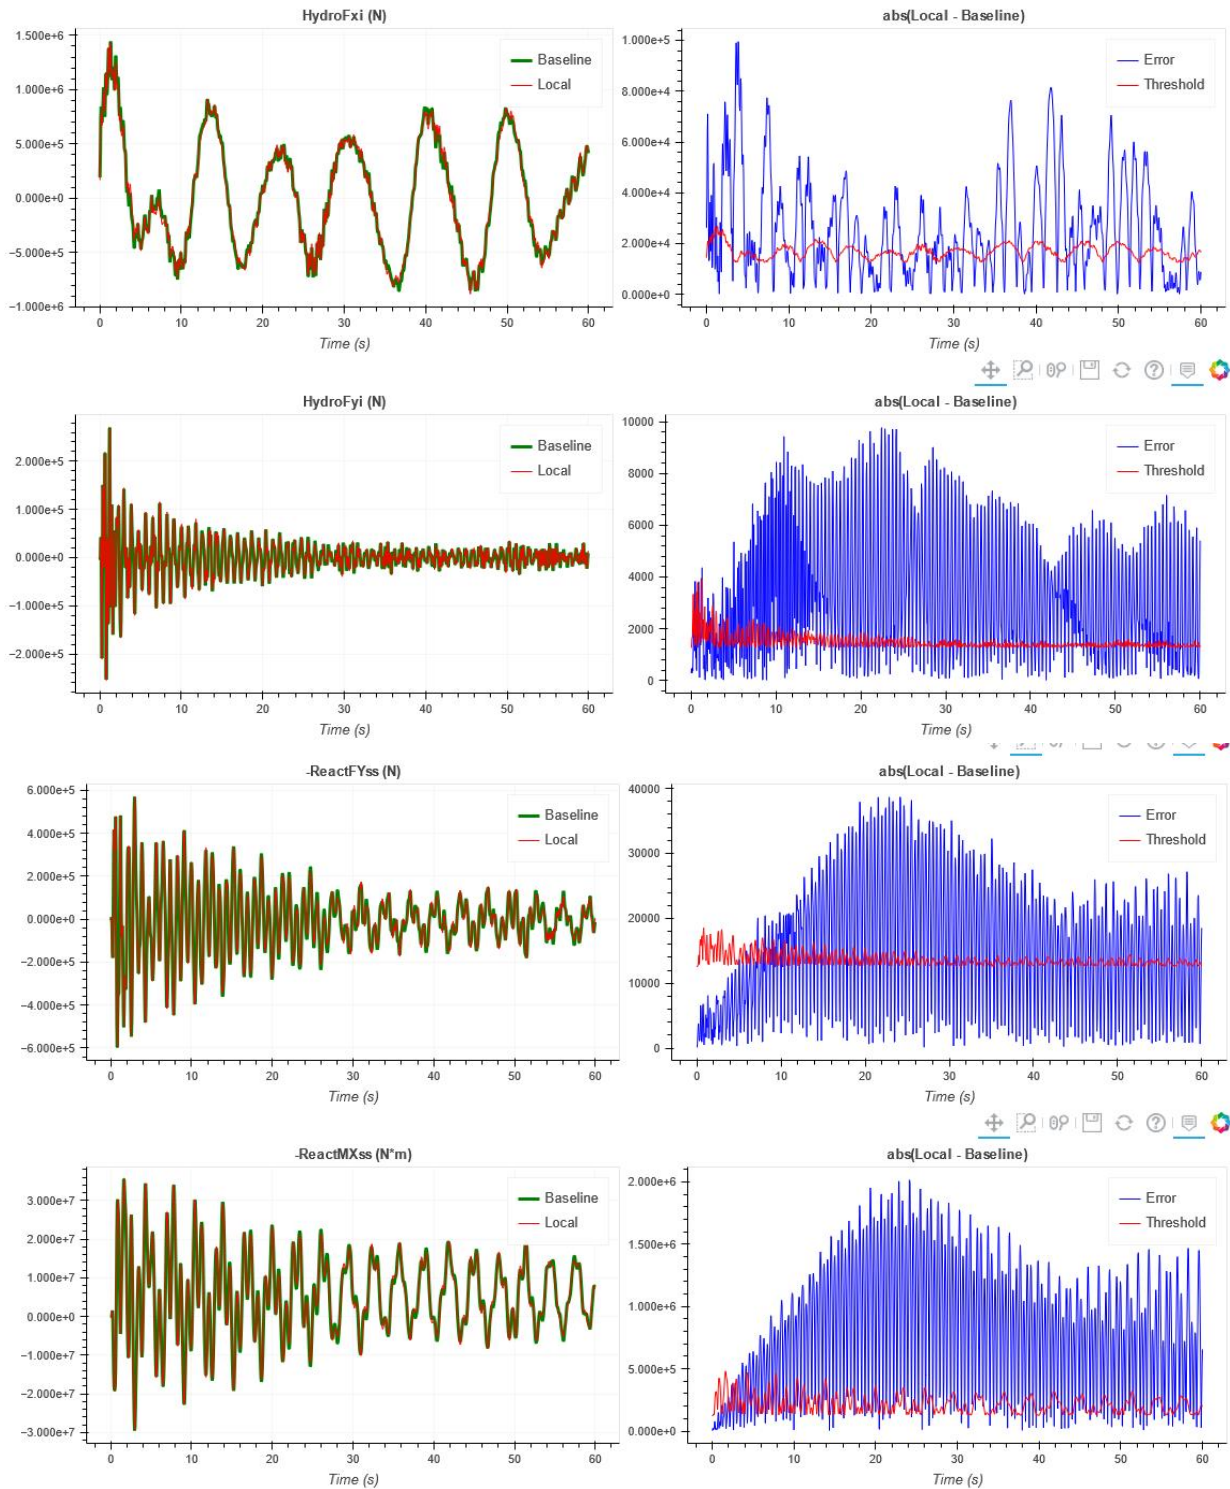 HydroFxi (N)
1.500e+6
1.000e+6
5.000e+5
0.000e+0
−5.000e+5
−1.000e+6
Baseline
Local
0 10 20 30 40 50 60
Time (s)
abs(Local - Baseline)
1.000e+5
8.000e+4
6.000e+4
4.000e+4
2.000e+4
0.000e+0
Error
Threshold
0 10 20 30 40 50 60
Time (s)
HydroFyi (N)
2.000e+5
1.000e+5
0.000e+0
−1.000e+5
−2.000e+5
Baseline
Local
0 10 20 30 40 50 60
Time (s)
abs(Local - Baseline)
10000
8000
6000
4000
2000
0
Error
Threshold
0 10 20 30 40 50 60
Time (s)
-ReactFYss (N)
6.000e+5
4.000e+5
2.000e+5
0.000e+0
−2.000e+5
−4.000e+5
−6.000e+5
Baseline
Local
0 10 20 30 40 50 60
Time (s)
abs(Local - Baseline)
40000
30000
20000
10000
0
Error
Threshold
0 10 20 30 40 50 60
Time (s)
-ReactMXss (N*m)
3.000e+7
2.000e+7
1.000e+7
0.000e+0
−1.000e+7
−2.000e+7
−3.000e+7
Baseline
Local
0 10 20 30 40 50 60
Time (s)
abs(Local - Baseline)
2.000e+6
1.500e+6
1.000e+6
5.000e+5
0.000e+0
Error
Threshold
0 10 20 30 40 50 60
Time (s)